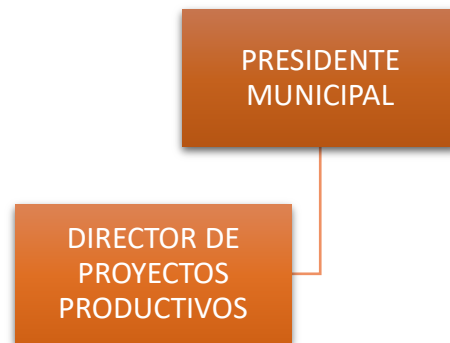 PRESIDENTE
MUNICIPAL
DIRECTOR DE
PROYECTOS
PRODUCTIVOS